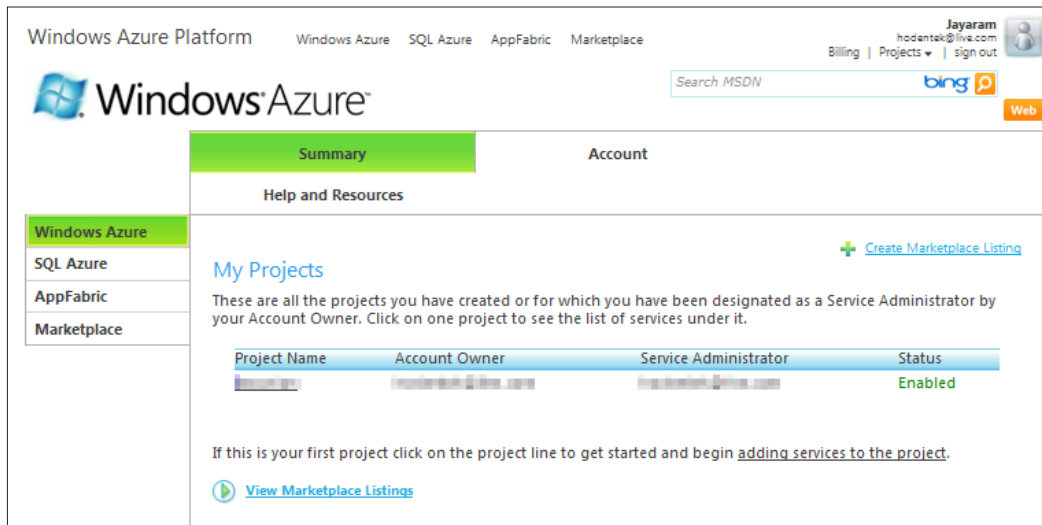 Windows Azure Platform Windows Azure SQL Azure AppFabric Marketplace
Jayaram
hodentek@live.com
Billing | Projects | sign out
Windows Azure™
Search MSDN bing
Web
Summary Account
Help and Resources
Windows Azure
SQL Azure
AppFabric
Marketplace
Create Marketplace Listing
My Projects
These are all the projects you have created or for which you have been designated as a Service Administrator by
your Account Owner. Click on one project to see the list of services under it.
Project Name Account Owner Service Administrator Status
Enabled
If this is your first project click on the project line to get started and begin adding services to the project.
View Marketplace Listings